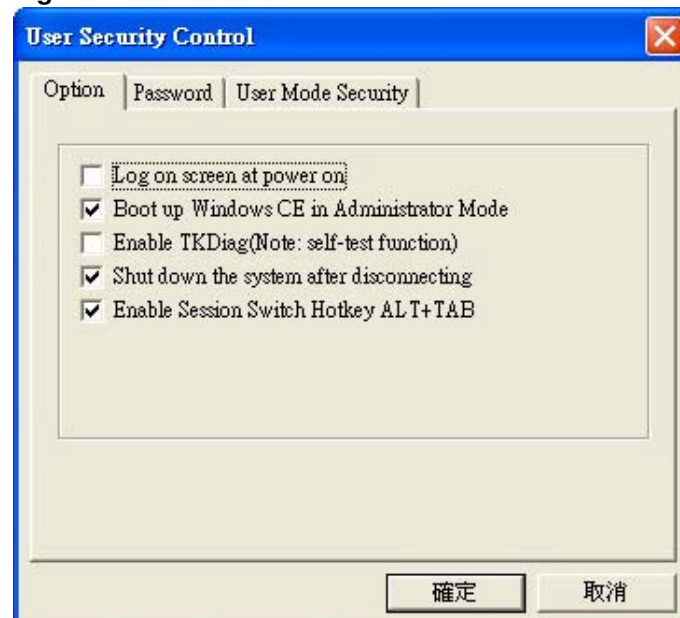 User Security Control
Option Password User Mode Security
Log on screen at power on
Boot up Windows CE in Administrator Mode
Enable TKDiag(Note: self-test function)
Shut down the system after disconnecting
Enable Session Switch Hotkey ALT+TAB
確定 取消